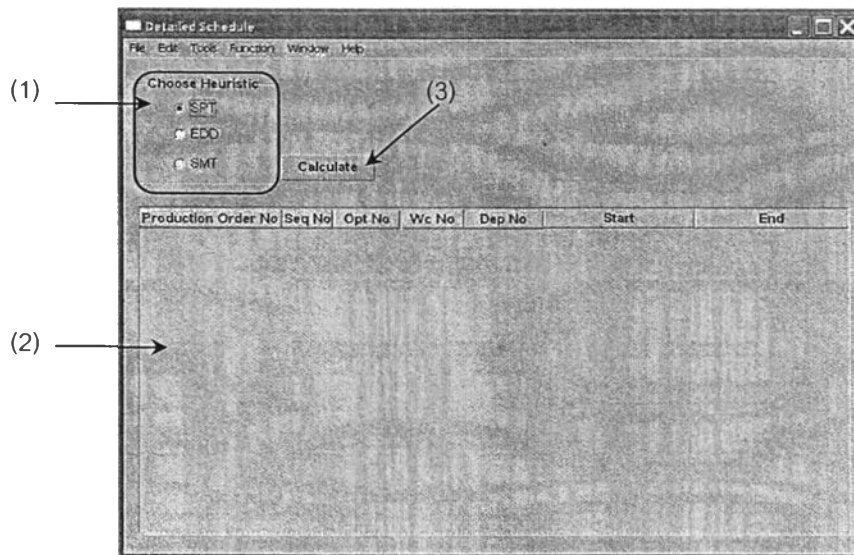 Detailed Schedule
File Edit Tools Function Window Help
(1)
Choose Heuristic
(3)
SPT
EDD
SMT
Calculate
Production Order No Seq No Opt No Wc No Dep No Start End
(2)